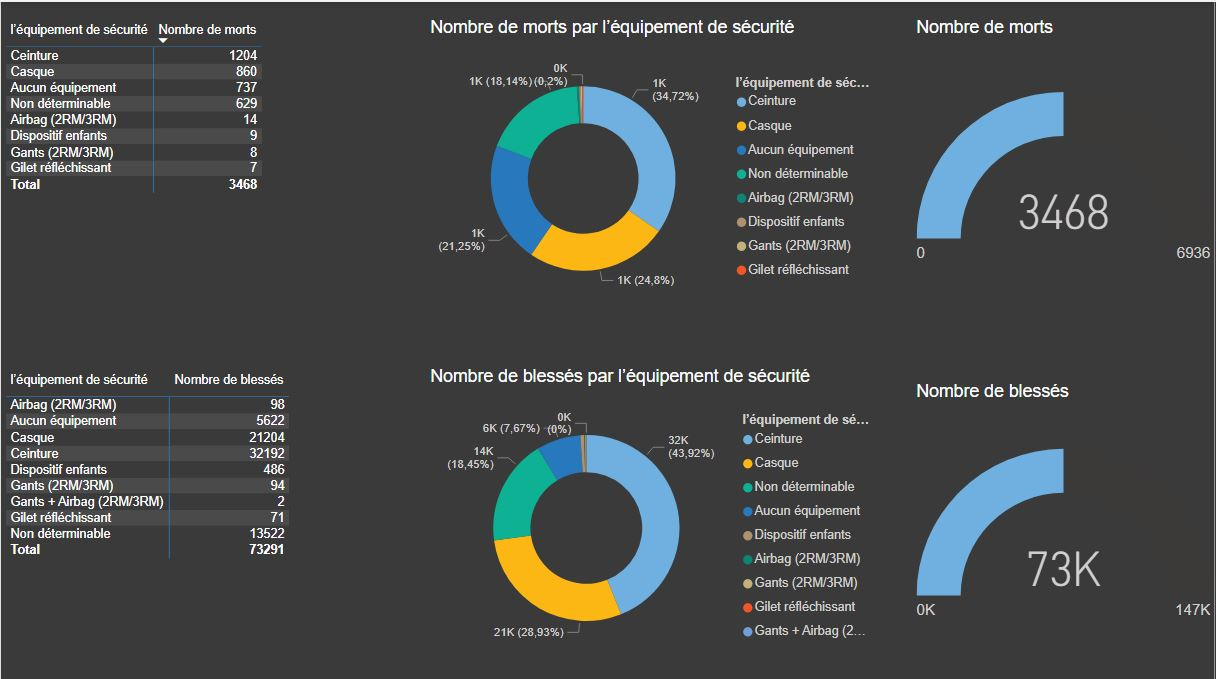 l'équipement de sécurité Nombre de morts
Ceinture 1204
Casque 860
Aucun équipement 737
Non déterminable 629
Airbag (2RM/3RM) 14
Dispositif enfants 9
Gants (2RM/3RM) 8
Gilet réfléchissant 7
Total 3468
Nombre de morts par l'équipement de sécurité
0K
(0,2%)
1K (18,14%)
1K
(34,72%)
1K
(21,25%)
1K (24,8%)
l'équipement de séc…
Ceinture
Casque
Aucun équipement
Non déterminable
Airbag (2RM/3RM)
Dispositif enfants
Gants (2RM/3RM)
Gilet réfléchissant
Nombre de morts
3468
0
6936
l'équipement de sécurité Nombre de blessés
Airbag (2RM/3RM) 98
Aucun équipement 5622
Casque 21204
Ceinture 32192
Dispositif enfants 486
Gants (2RM/3RM) 94
Gants + Airbag (2RM/3RM) 2
Gilet réfléchissant 71
Non déterminable 13522
Total 73291
Nombre de blessés par l'équipement de sécurité
0K
(0%)
6K (7,67%)
32K
(43,92%)
14K
(18,45%)
21K (28,93%)
l'équipement de sé…
Ceinture
Casque
Non déterminable
Aucun équipement
Dispositif enfants
Airbag (2RM/3RM)
Gants (2RM/3RM)
Gilet réfléchissant
Gants + Airbag (2…
Nombre de blessés
73K
0K
147K